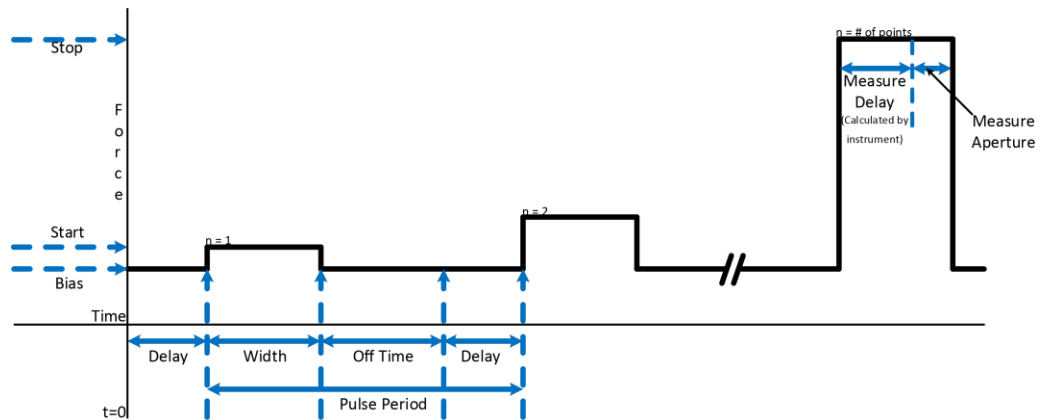 n = # of points
Stop
Measure
Delay
(Calculated by
instrument)
Measure
Aperture
F
o
r
c
e
n = 2
Start
n = 1
Bias
Time
Delay
Width
Off Time
Delay
Pulse Period
t=0